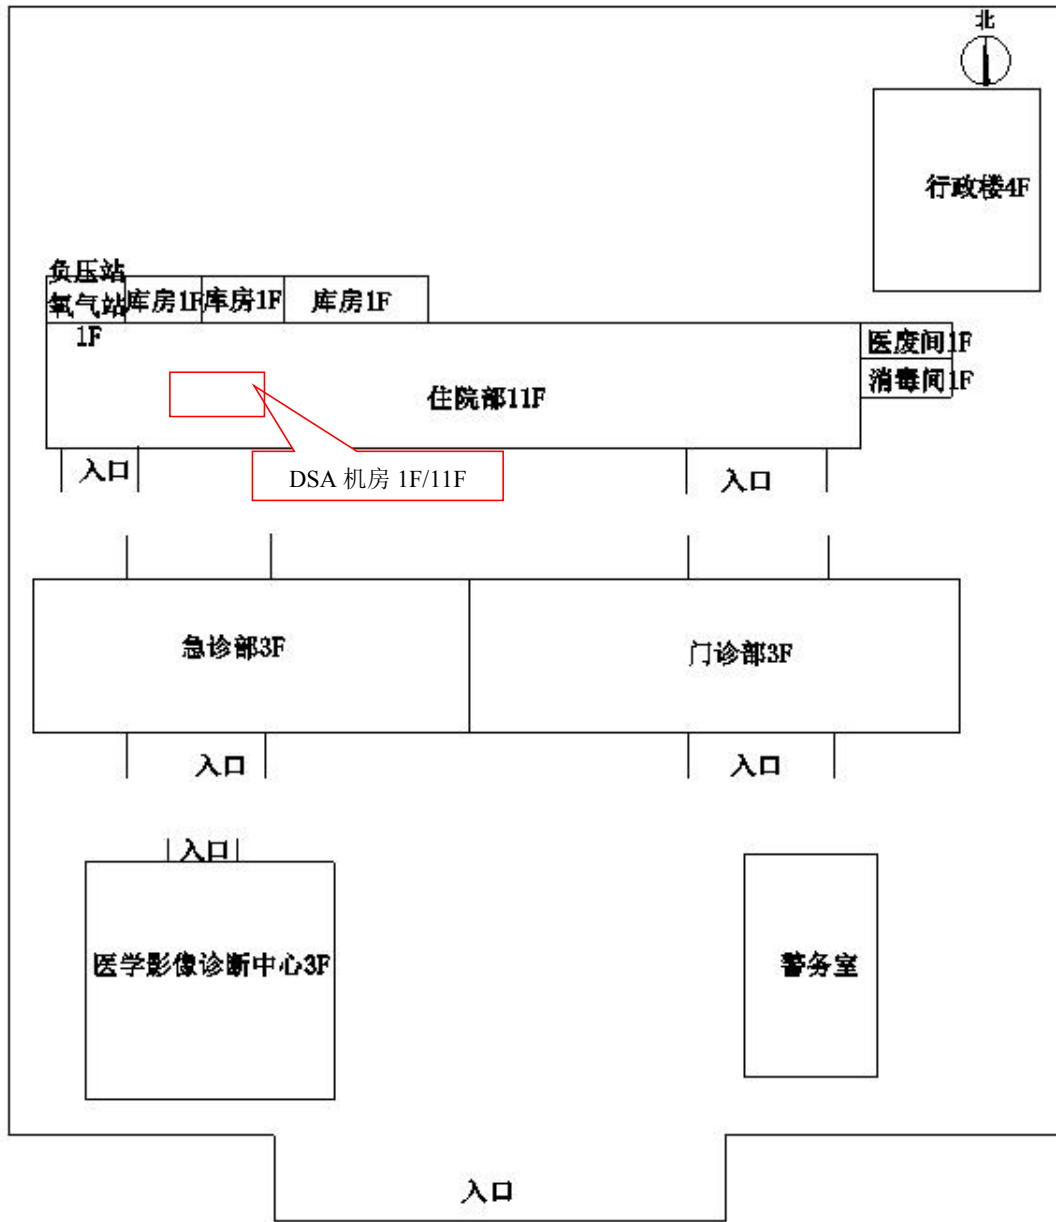 北
行政楼4F
负压站
氧气站
1F
库房1F
库房1F
库房1F
医废间1F
消毒间1F
住院部11F
DSA 机房 1F/11F
入口
入口
急诊部3F
门诊部3F
入口
入口
入口
医学影像诊断中心3F
警务室
入口